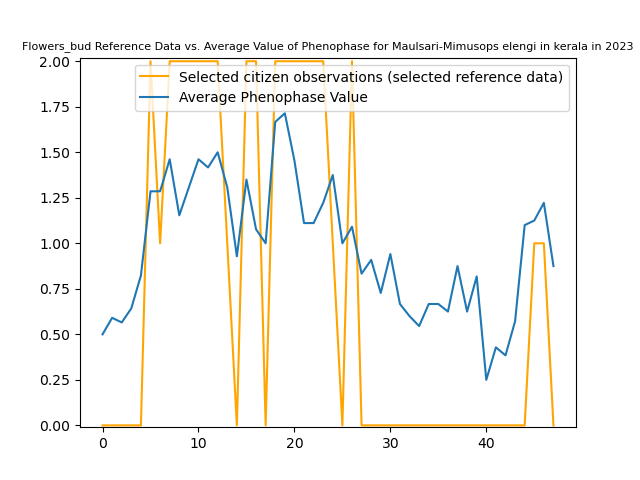 Flowers_bud Reference Data vs. Average Value of Phenophase for Maulsari-Mimusops elengi in kerala in 2023
Selected citizen observations (selected reference data)
Average Phenophase Value
2.00
1.75
1.50
1.25
1.00
0.75
0.50
0.25
0.00
0 10 20 30 40